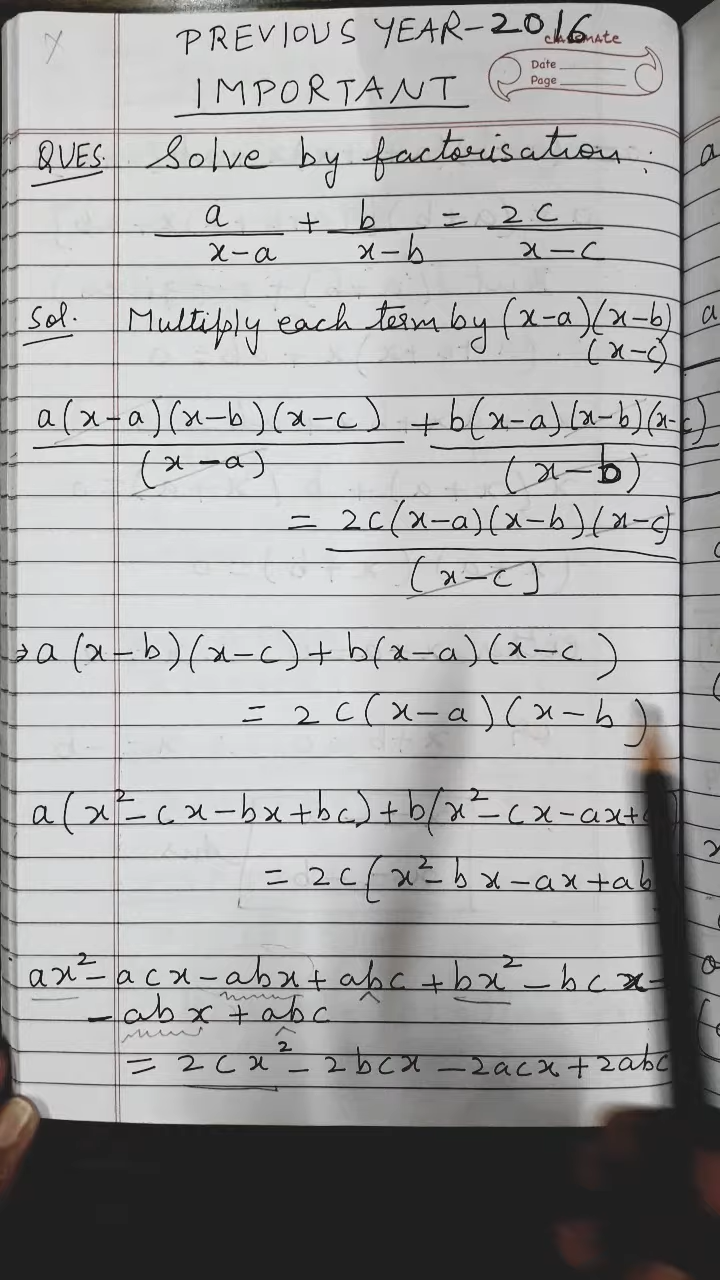 PREVIOUS YEAR-2016
classmate
IMPORTANT
Date
Page
QUES. Solve by factorisation:
a/(x-a) + b/(x-b) = 2c/(x-c)
Sol. Multiply each term by (x-a)(x-b)
(x-c)
a(x-a)(x-b)(x-c)/(x-a) + b(x-a)(x-b)(x-c)/(x-b)
= 2c(x-a)(x-b)(x-c)/(x-c)
⇒ a(x-b)(x-c) + b(x-a)(x-c)
= 2c(x-a)(x-b)
a(x²-cx-bx+bc)+b(x²-cx-ax+
= 2c(x²-bx-ax+ab
ax²-acx-abx+abc+bx²-bcx-
-abx+abc
= 2cx²-2bcx-2acx+2abc